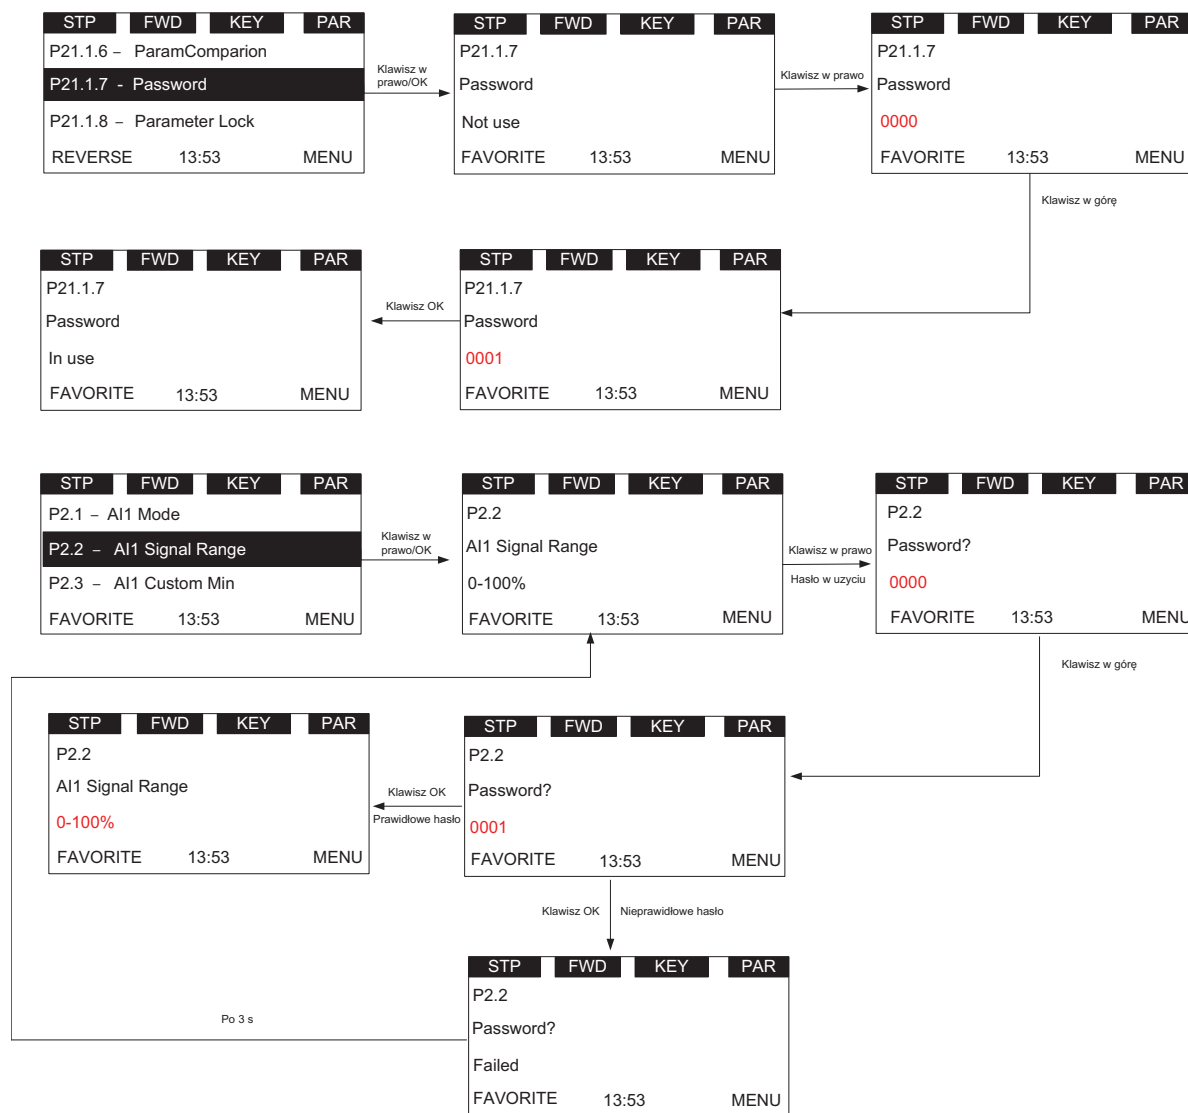 STP FWD KEY PAR
P21.1.6 – ParamComparion
P21.1.7 - Password
P21.1.8 – Parameter Lock
REVERSE 13:53 MENU
Klawisz w
prawo/OK
STP FWD KEY PAR
P21.1.7
Password
Not use
FAVORITE 13:53 MENU
Klawisz w prawo
STP FWD KEY PAR
P21.1.7
Password
0000
FAVORITE 13:53 MENU
Klawisz w górę
STP FWD KEY PAR
P21.1.7
Password
0001
FAVORITE 13:53 MENU
Klawisz OK
STP FWD KEY PAR
P21.1.7
Password
In use
FAVORITE 13:53 MENU
STP FWD KEY PAR
P2.1 – AI1 Mode
P2.2 – AI1 Signal Range
P2.3 – AI1 Custom Min
FAVORITE 13:53 MENU
Klawisz w
prawo/OK
STP FWD KEY PAR
P2.2
AI1 Signal Range
0-100%
FAVORITE 13:53 MENU
Klawisz w prawo
Hasło w uzyciu
STP FWD KEY PAR
P2.2
Password?
0000
FAVORITE 13:53 MENU
Klawisz w górę
STP FWD KEY PAR
P2.2
Password?
0001
FAVORITE 13:53 MENU
Klawisz OK
Prawidłowe hasło
STP FWD KEY PAR
P2.2
AI1 Signal Range
0-100%
FAVORITE 13:53 MENU
Klawisz OK Nieprawidłowe hasło
STP FWD KEY PAR
P2.2
Password?
Failed
FAVORITE 13:53 MENU
Po 3 s